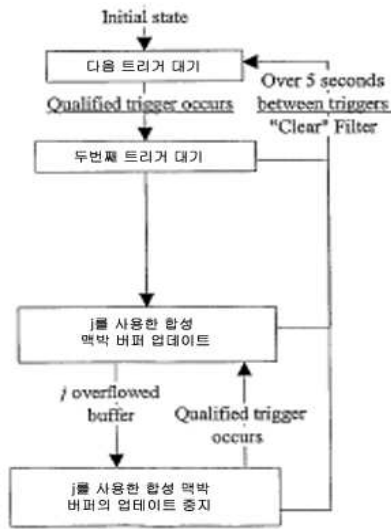 Initial state
다음 트리거 대기
Qualified trigger occurs
Over 5 seconds
between triggers
"Clear" Filter
두번째 트리거 대기
j를 사용한 합성
맥박 버퍼 업데이트
j overflowed
buffer
Qualified trigger
occurs
j를 사용한 합성 맥박
버퍼의 업테이트 중지